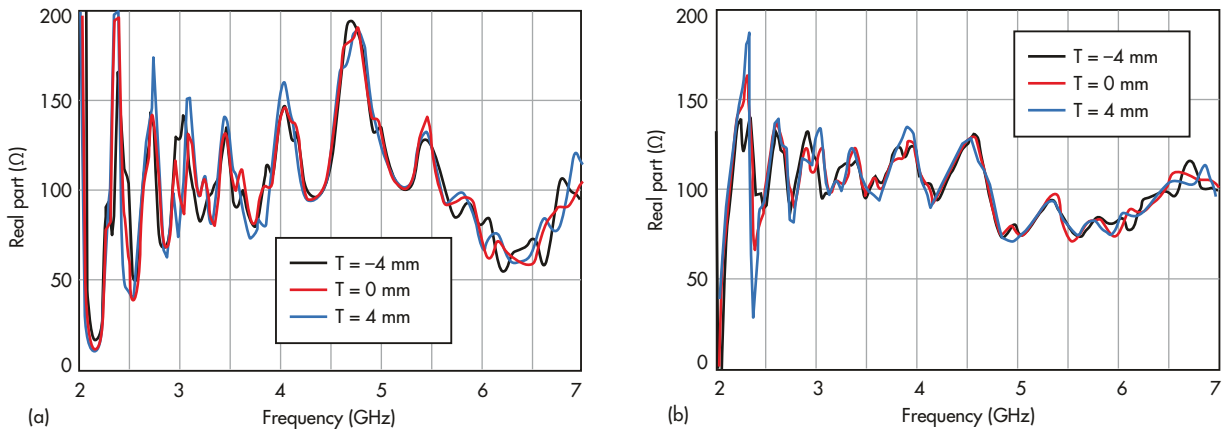 200
150
100
50
0
Real part (Ω)
T = –4 mm
T = 0 mm
T = 4 mm
2 3 4 5 6 7
Frequency (GHz)
(a)
200
150
100
50
0
Real part (Ω)
T = –4 mm
T = 0 mm
T = 4 mm
2 3 4 5 6 7
Frequency (GHz)
(b)